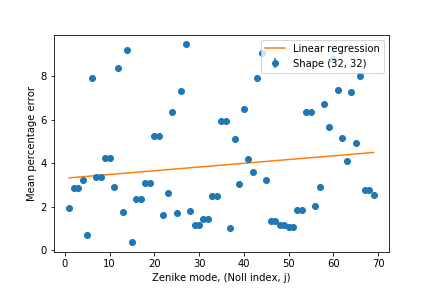 Linear regression
Shape (32, 32)
Mean percentage error
8
6
4
2
0
0 10 20 30 40 50 60 70
Zenike mode, (Noll index, j)